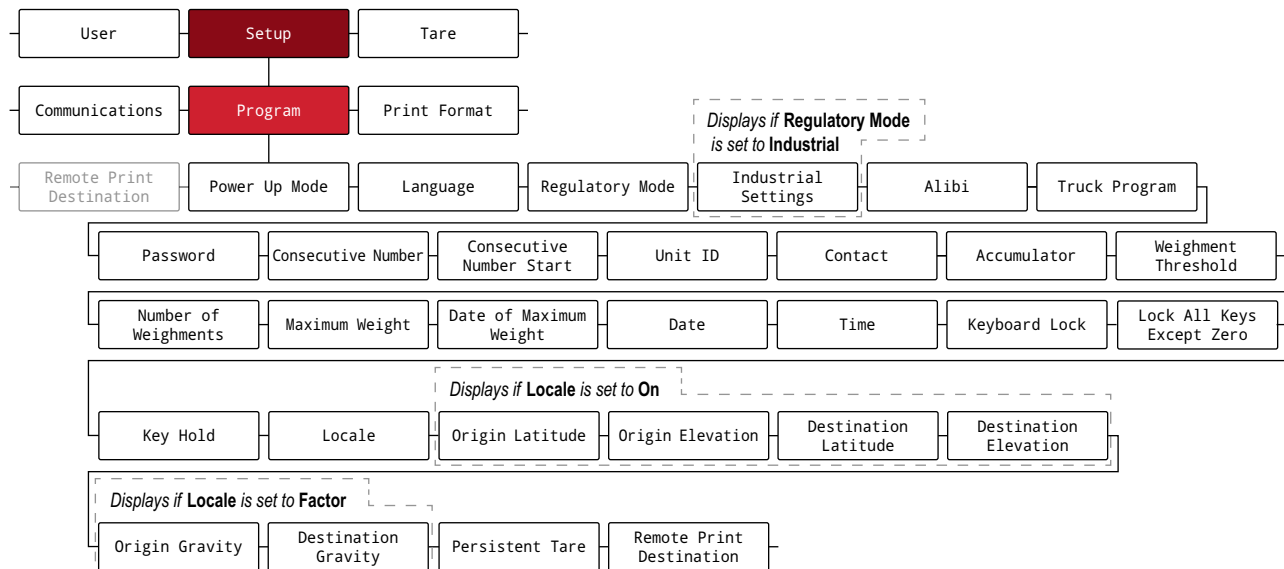 User
Setup
Tare
Communications
Program
Print Format
Displays if Regulatory Mode
is set to Industrial
Remote Print
Destination
Power Up Mode
Language
Regulatory Mode
Industrial
Settings
Alibi
Truck Program
Password
Consecutive Number
Consecutive
Number Start
Unit ID
Contact
Accumulator
Weighment
Threshold
Number of
Weighments
Maximum Weight
Date of Maximum
Weight
Date
Time
Keyboard Lock
Lock All Keys
Except Zero
Displays if Locale is set to On
Key Hold
Locale
Origin Latitude
Origin Elevation
Destination
Latitude
Destination
Elevation
Displays if Locale is set to Factor
Origin Gravity
Destination
Gravity
Persistent Tare
Remote Print
Destination